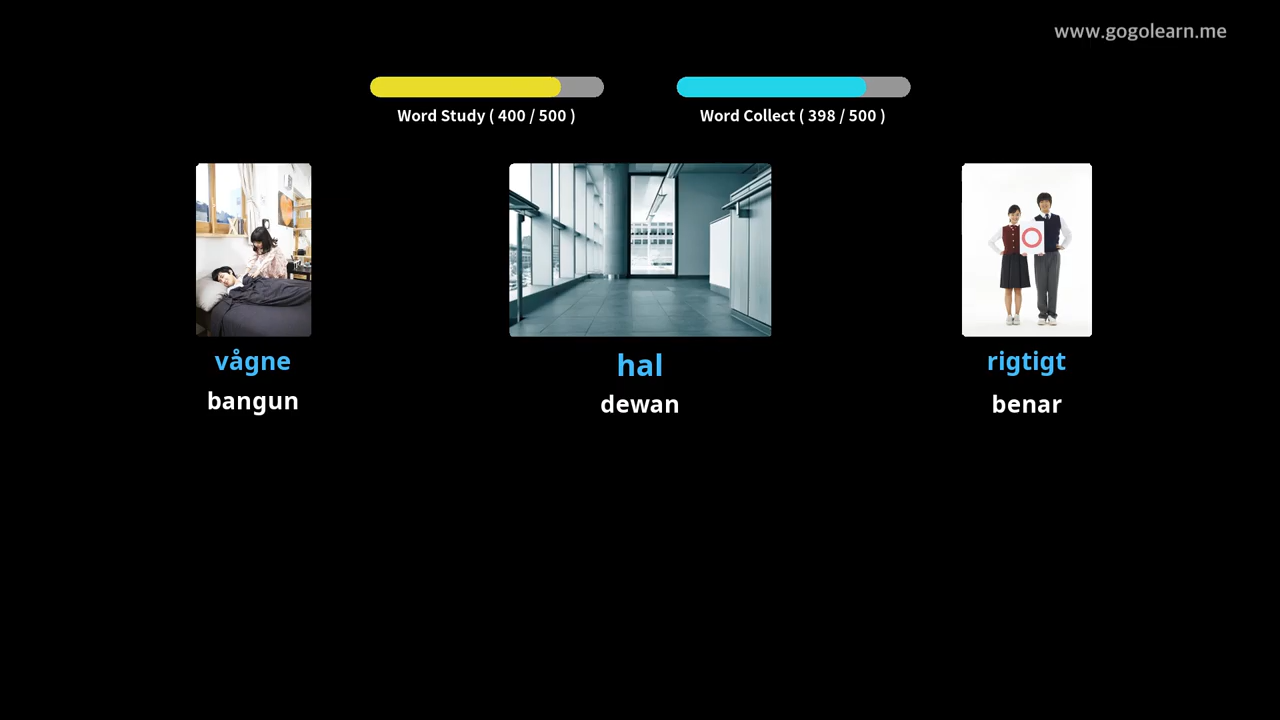 www.gogolearn.me
Word Study ( 400 / 500 )
Word Collect ( 398 / 500 )
vågne
bangun
hal
dewan
rigtigt
benar